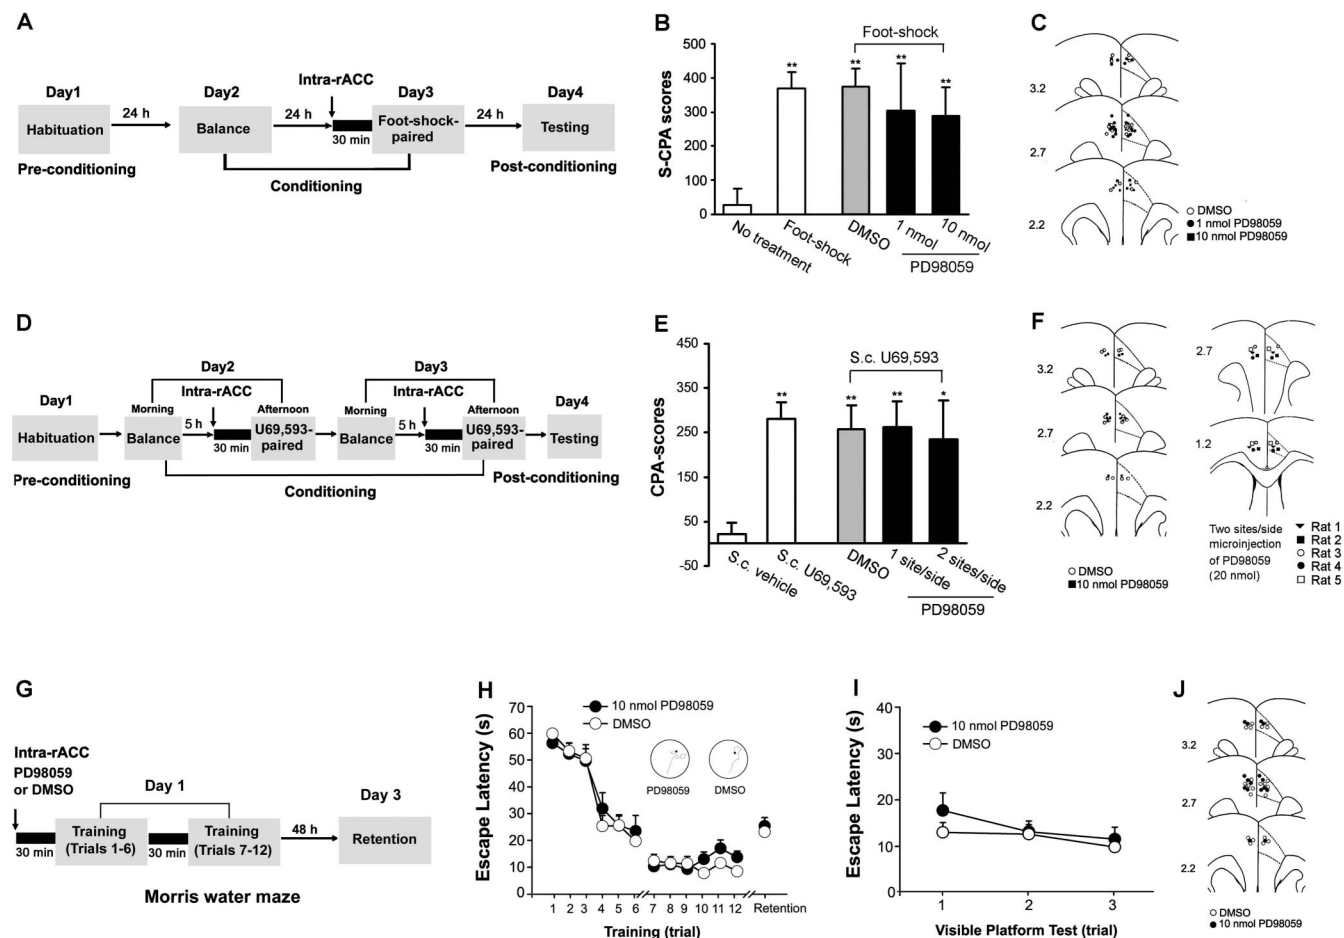 A
Day1
Habituation
Pre-conditioning
24 h
Day2
Balance
24 h
Intra-rACC
30 min
Day3
Foot-shock-
paired
24 h
Day4
Testing
Post-conditioning
Conditioning
B
S-CPA scores
500
400
300
200
100
0
Foot-shock
**
**
**
**
No treatment
Foot-shock
DMSO
1 nmol
10 nmol
PD98059
C
3.2
2.7
2.2
DMSO
1 nmol PD98059
10 nmol PD98059
D
Day1
Habituation
Pre-conditioning
Day2
Intra-rACC
Morning
Balance
5 h
30 min
Afternoon
U69,593-
paired
Day3
Intra-rACC
Morning
Balance
5 h
30 min
Afternoon
U69,593-
paired
Day4
Testing
Post-conditioning
Conditioning
E
CPA-scores
450
350
250
150
50
-50
S.c. U69,593
**
**
**
*
S.c. vehicle
S.c. U69,593
DMSO
1 site/side
2 sites/side
PD98059
F
3.2
2.7
2.2
DMSO
10 nmol PD98059
2.7
1.2
Two sites/side
microinjection
of PD98059
(20 nmol)
Rat 1
Rat 2
Rat 3
Rat 4
Rat 5
G
Intra-rACC
PD98059
or DMSO
30 min
Day 1
Training
(Trials 1-6)
30 min
Training
(Trials 7-12)
48 h
Day 3
Retention
Morris water maze
H
Escape Latency (s)
70
60
50
40
30
20
10
0
10 nmol PD98059
DMSO
PD98059
DMSO
1 2 3 4 5 6 7 8 9 10 11 12 Retention
Training (trial)
I
Escape Latency (s)
40
30
20
10
0
10 nmol PD98059
DMSO
1 2 3
Visible Platform Test (trial)
J
3.2
2.7
2.2
DMSO
10 nmol PD98059